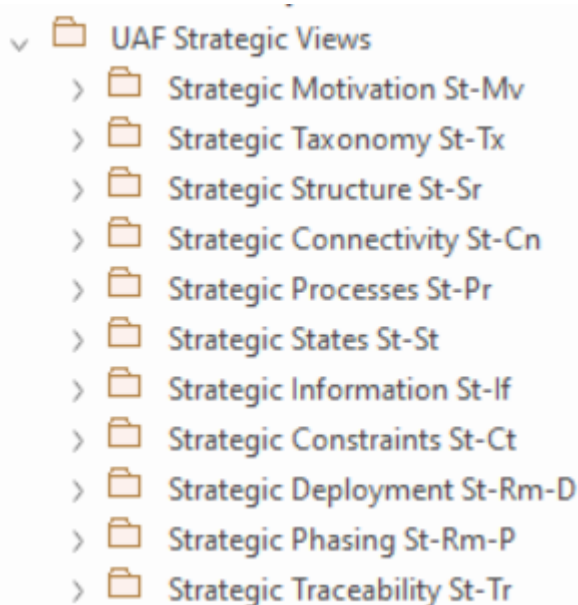 UAF Strategic Views
Strategic Motivation St-Mv
Strategic Taxonomy St-Tx
Strategic Structure St-Sr
Strategic Connectivity St-Cn
Strategic Processes St-Pr
Strategic States St-St
Strategic Information St-If
Strategic Constraints St-Ct
Strategic Deployment St-Rm-D
Strategic Phasing St-Rm-P
Strategic Traceability St-Tr